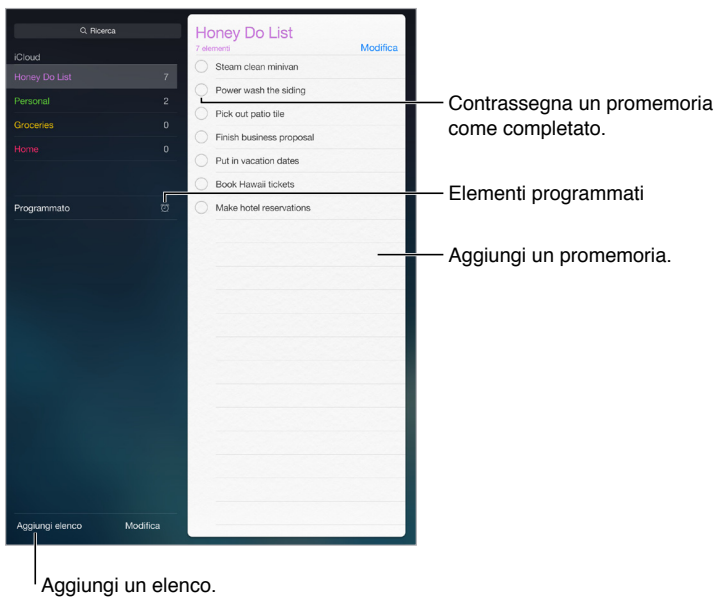 Ricerca
iCloud
Honey Do List 7
Personal 2
Groceries 0
Home 0
Programmato
Aggiungi elenco Modifica
Honey Do List
7 elementi Modifica
Steam clean minivan
Power wash the siding
Pick out patio tile
Finish business proposal
Put in vacation dates
Book Hawaii tickets
Make hotel reservations
Contrassegna un promemoria
come completato.
Elementi programmati
Aggiungi un promemoria.
Aggiungi un elenco.